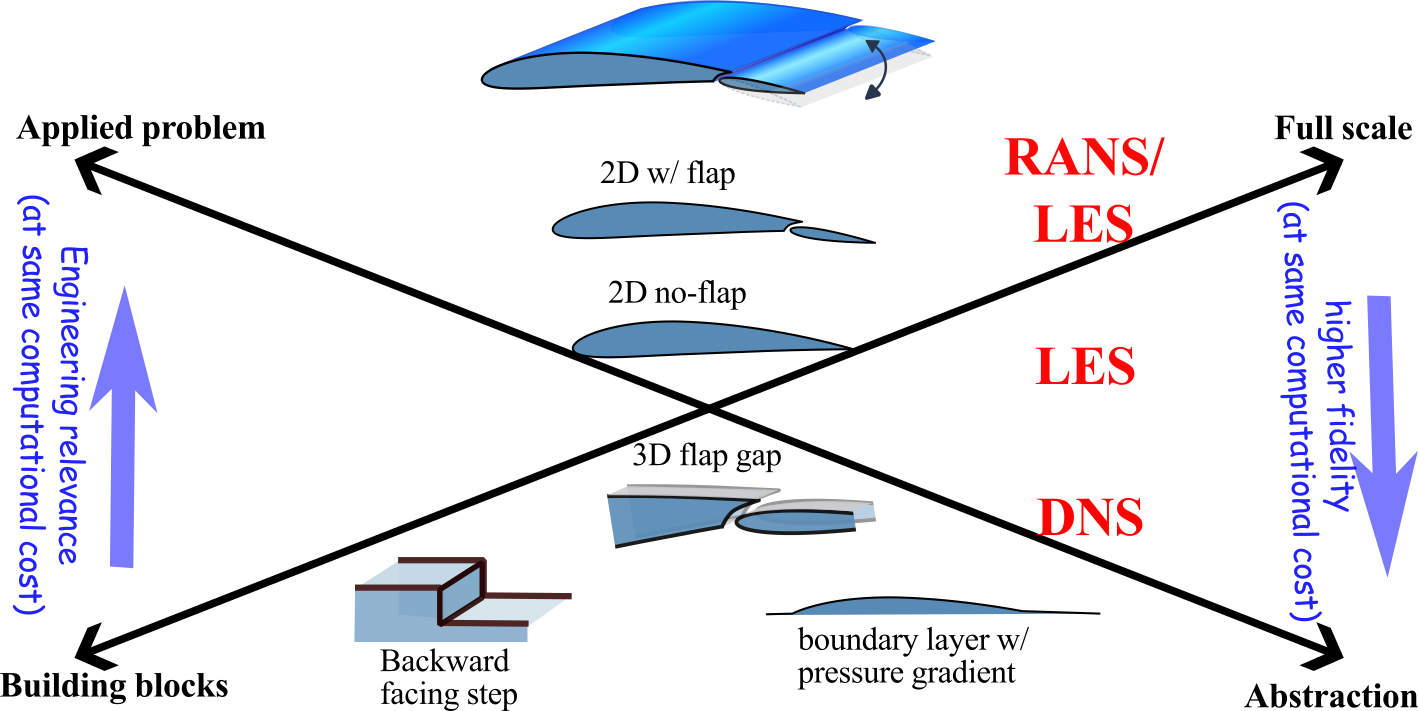 Applied problem
Full scale
RANS/
LES
2D w/ flap
2D no-flap
LES
Engineering relevance
(at same computational cost)
higher fidelity
(at same computational cost)
3D flap gap
DNS
Backward
facing step
boundary layer w/
pressure gradient
Building blocks
Abstraction